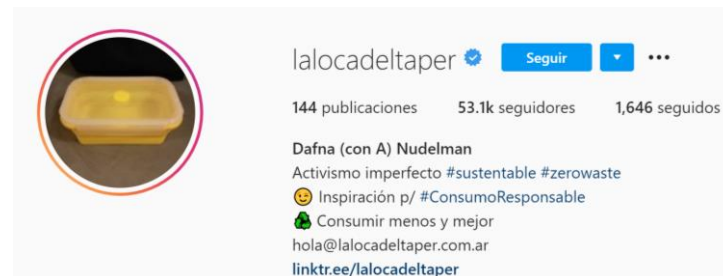 lalocadeltaper Seguir
144 publicaciones 53.1k seguidores 1,646 seguidos
Dafna (con A) Nudelman
Activismo imperfecto #sustentable #zerowaste
😉 Inspiración p/ #ConsumoResponsable
♻ Consumir menos y mejor
hola@lalocadeltaper.com.ar
linktr.ee/lalocadeltaper